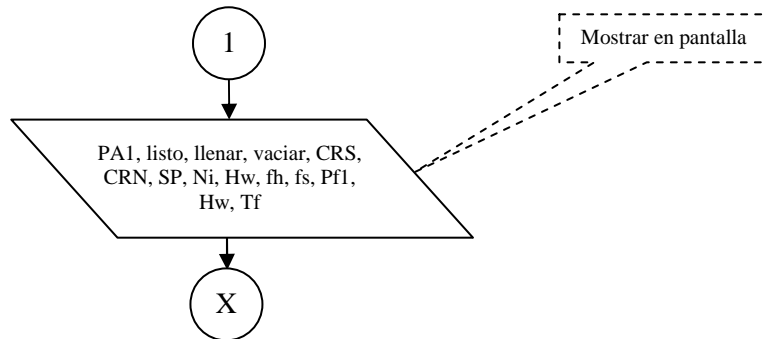 1
Mostrar en pantalla
PA1, listo, llenar, vaciar, CRS,
CRN, SP, Ni, Hw, fh, fs, Pf1,
Hw, Tf
X